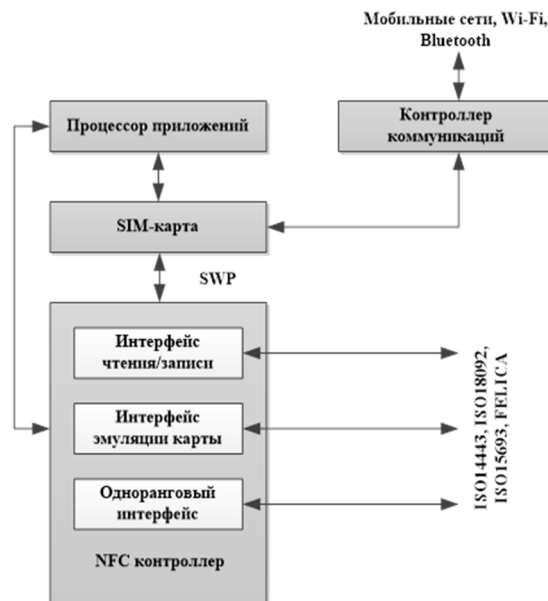 Мобильные сети, Wi-Fi,
Bluetooth
Процессор приложений
Контроллер
коммуникаций
SIM-карта
SWP
Интерфейс
чтения/записи
Интерфейс
эмуляции карты
Одноранговый
интерфейс
NFC контроллер
ISO14443, ISO18092,
ISO15693, FELICA